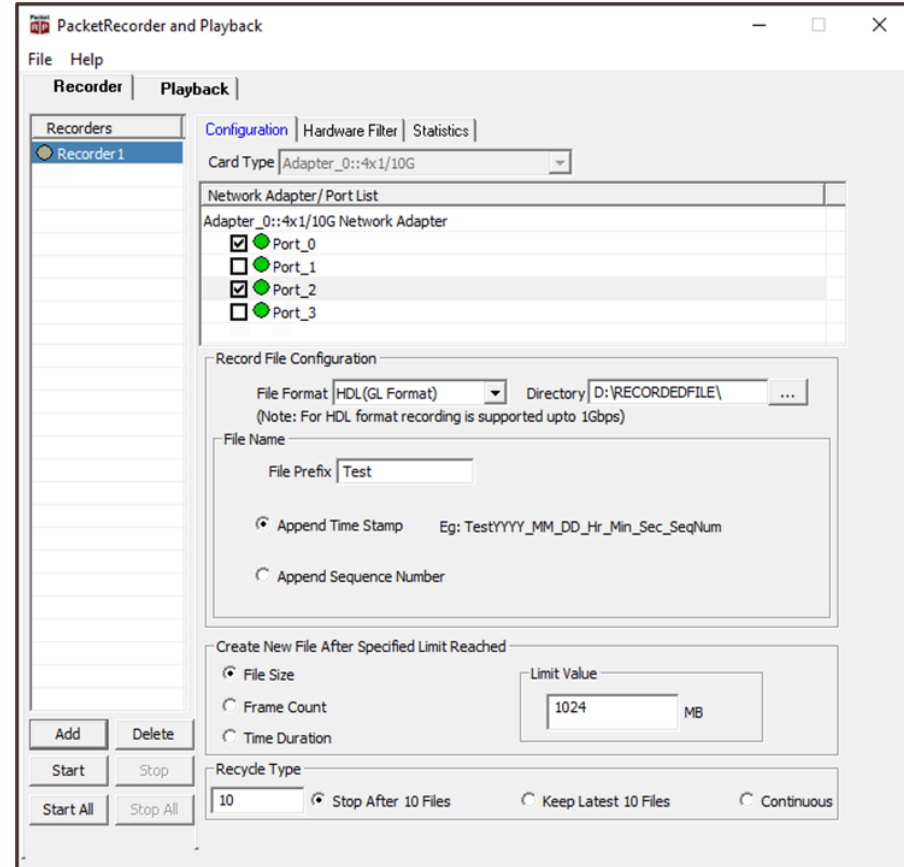 PacketRecorder and Playback
File Help
Recorder Playback
Recorders
Recorder1
Add Delete
Start Stop
Start All Stop All
Configuration Hardware Filter Statistics
Card Type Adapter_0::4x1/10G
Network Adapter/ Port List
Adapter_0::4x1/10G Network Adapter
Port_0
Port_1
Port_2
Port_3
Record File Configuration
File Format HDL(GL Format) Directory D:\RECORDEDFILE\ ...
(Note: For HDL format recording is supported upto 1Gbps)
File Name
File Prefix Test
Append Time Stamp Eg: TestYYYY_MM_DD_Hr_Min_Sec_SeqNum
Append Sequence Number
Create New File After Specified Limit Reached
File Size
Frame Count
Time Duration
Limit Value
1024 MB
Recycle Type
10 Stop After 10 Files Keep Latest 10 Files Continuous